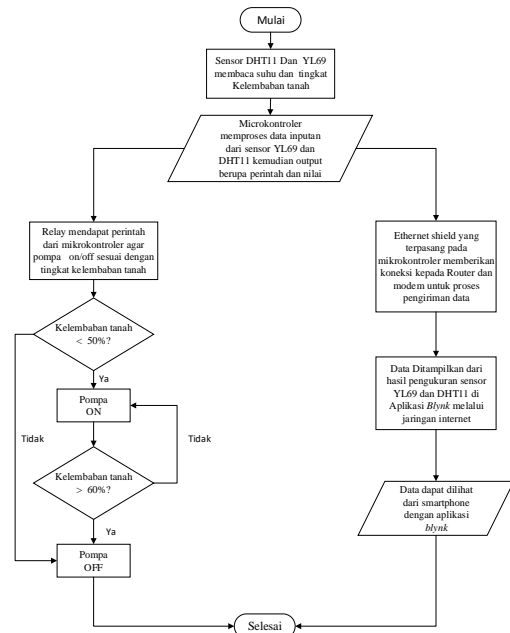 Mulai
Sensor DHT11 Dan YL69
membaca suhu dan tingkat
Kelembaban tanah
Microkontroler
memproses data inputan
dari sensor YL69 dan
DHT11 kemudian output
berupa perintah dan nilai
Relay mendapat perintah
dari mikrokontroler agar
pompa on/off sesuai dengan
tingkat kelembaban tanah
Kelembaban tanah
< 50%?
Ya
Pompa
ON
Tidak
Tidak
Kelembaban tanah
> 60%?
Ya
Pompa
OFF
Ethernet shield yang
terpasang pada
mikrokontroler memberikan
koneksi kepada Router dan
modem untuk proses
pengiriman data
Data Ditampilkan dari
hasil pengukuran sensor
YL69 dan DHT11 di
Aplikasi Blynk melalui
jaringan internet
Data dapat dilihat
dari smartphone
dengan aplikasi
blynk
Selesai